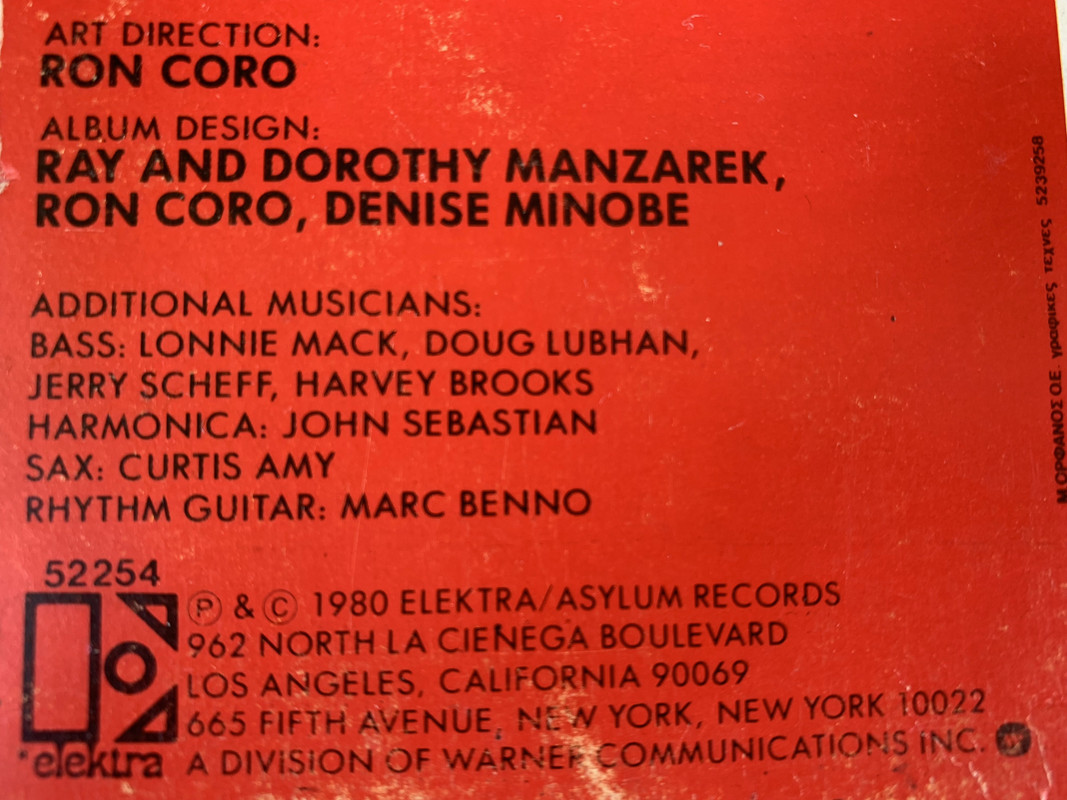 ART DIRECTION:
RON CORO
ALBUM DESIGN:
RAY AND DOROTHY MANZAREK,
RON CORO, DENISE MINOBE
ADDITIONAL MUSICIANS:
BASS: LONNIE MACK, DOUG LUBHAN,
JERRY SCHEFF, HARVEY BROOKS
HARMONICA: JOHN SEBASTIAN
SAX: CURTIS AMY
RHYTHM GUITAR: MARC BENNO
52254
Ⓟ & © 1980 ELEKTRA/ASYLUM RECORDS
962 NORTH LA CIENEGA BOULEVARD
LOS ANGELES, CALIFORNIA 90069
665 FIFTH AVENUE, NEW YORK, NEW YORK 10022
elektra A DIVISION OF WARNER COMMUNICATIONS INC.
Μ ΟΡΦΑΝΟΣ Ο.Ε. γραφικες τεχνες 5239258